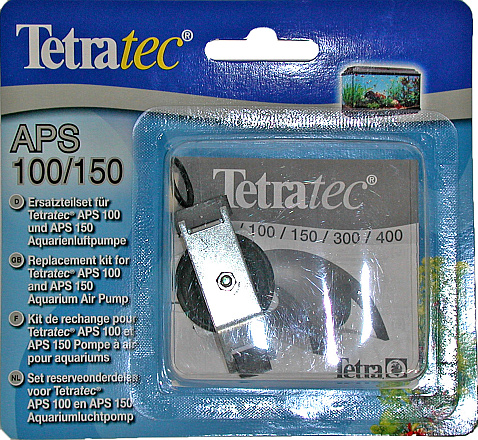 Tetratec®
APS
100/150
D Ersatzteilset für
Tetratec® APS 100
und APS 150
Aquarienluftpumpe
GB Replacement kit for
Tetratec® APS 100
and APS 150
Aquarium Air Pump
F Kit de rechange pour
Tetratec® APS 100 et
APS 150 Pompe à air
pour aquariums
NL Set reserveonderdelen
voor Tetratec®
APS 100 en APS 150
Aquariumluchtpomp
Tetratec®
/ 100 / 150 / 300 / 400
Tetra